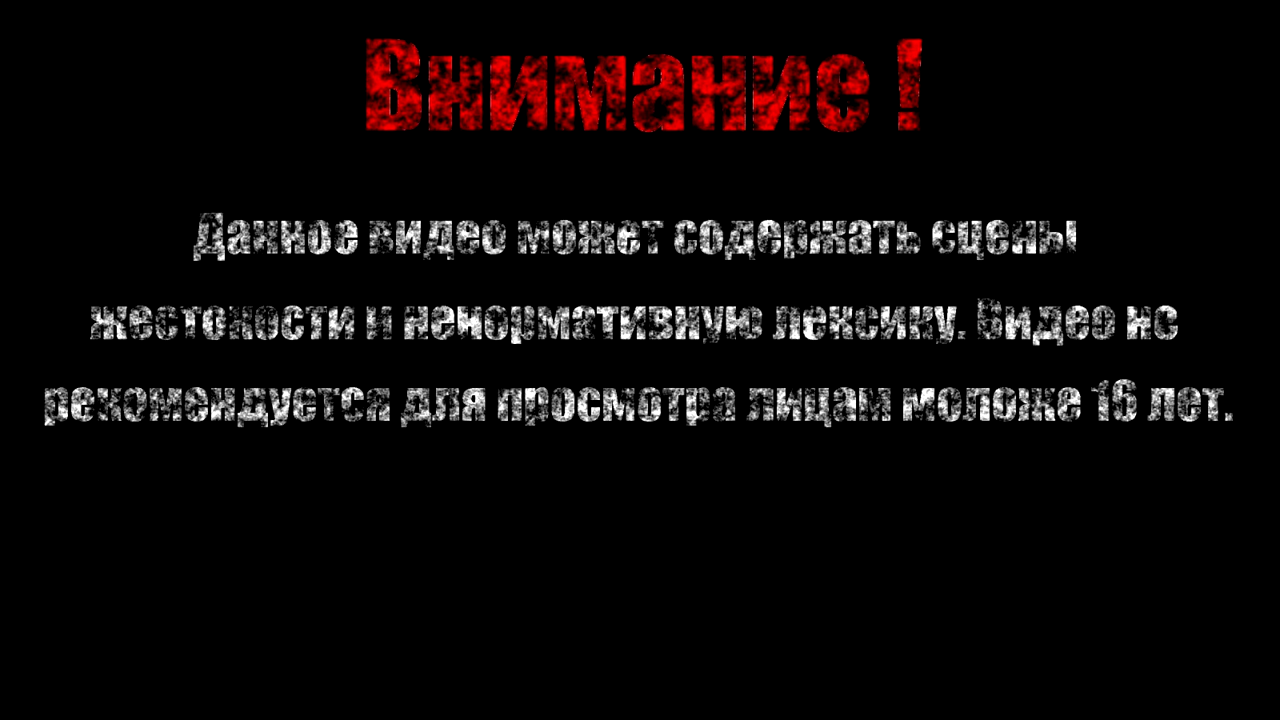 Внимание !
Данное видео может содержать сцены
жестокости и ненормативную лексику. Видео не
рекомендуется для просмотра лицам моложе 16 лет.